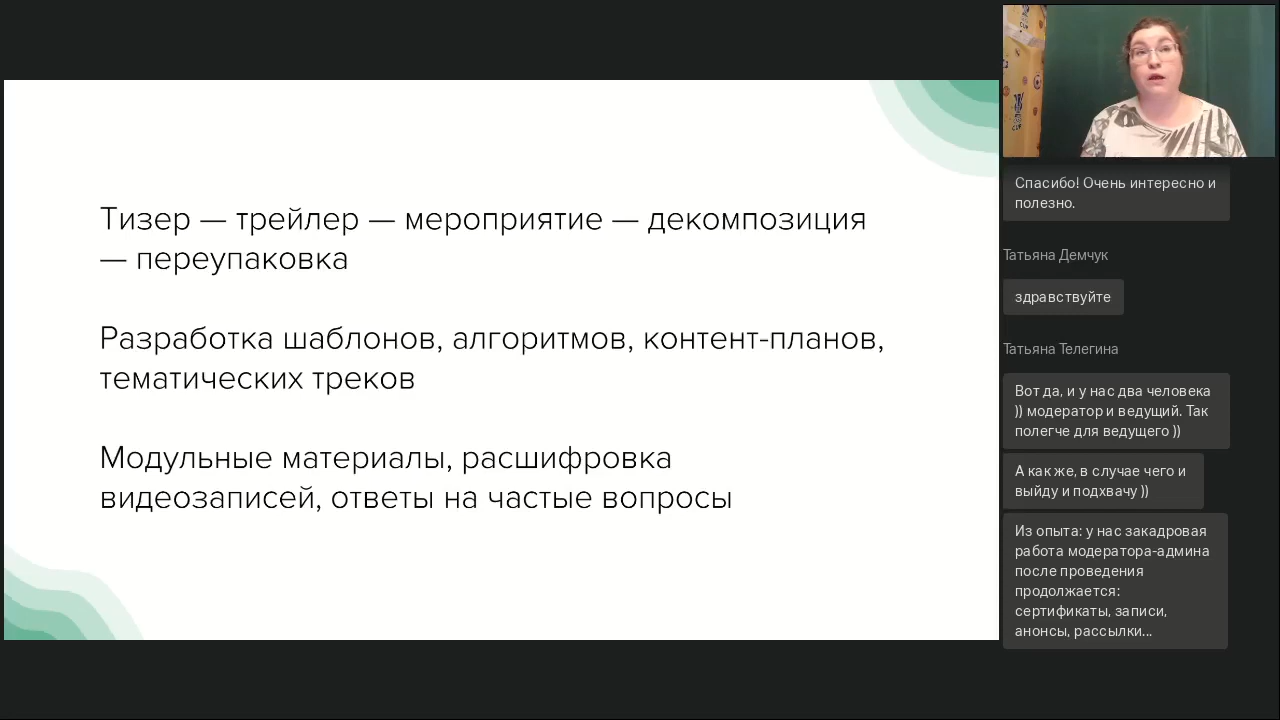 Тизер — трейлер — мероприятие — декомпозиция
— переупаковка
Разработка шаблонов, алгоритмов, контент-планов,
тематических треков
Модульные материалы, расшифровка
видеозаписей, ответы на частые вопросы
Спасибо! Очень интересно и
полезно.
Татьяна Демчук
здравствуйте
Татьяна Телегина
Вот да, и у нас два человека
)) модератор и ведущий. Так
полегче для ведущего ))
А как же, в случае чего и
выйду и подхвачу ))
Из опыта: у нас закадровая
работа модератора-админа
после проведения
продолжается:
сертификаты, записи,
анонсы, рассылки...